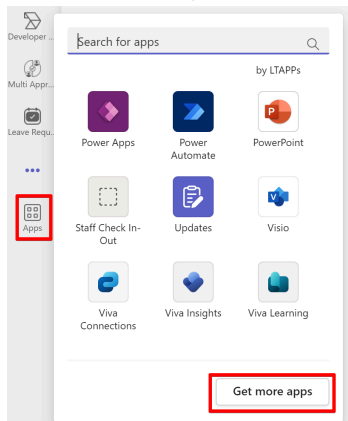 Developer ...
Multi Appr...
Leave Requ..
Apps
Search for apps
by LTAPPs
Power Apps
Power
Automate
PowerPoint
Staff Check In-
Out
Updates
Visio
Viva
Connections
Viva Insights
Viva Learning
Get more apps